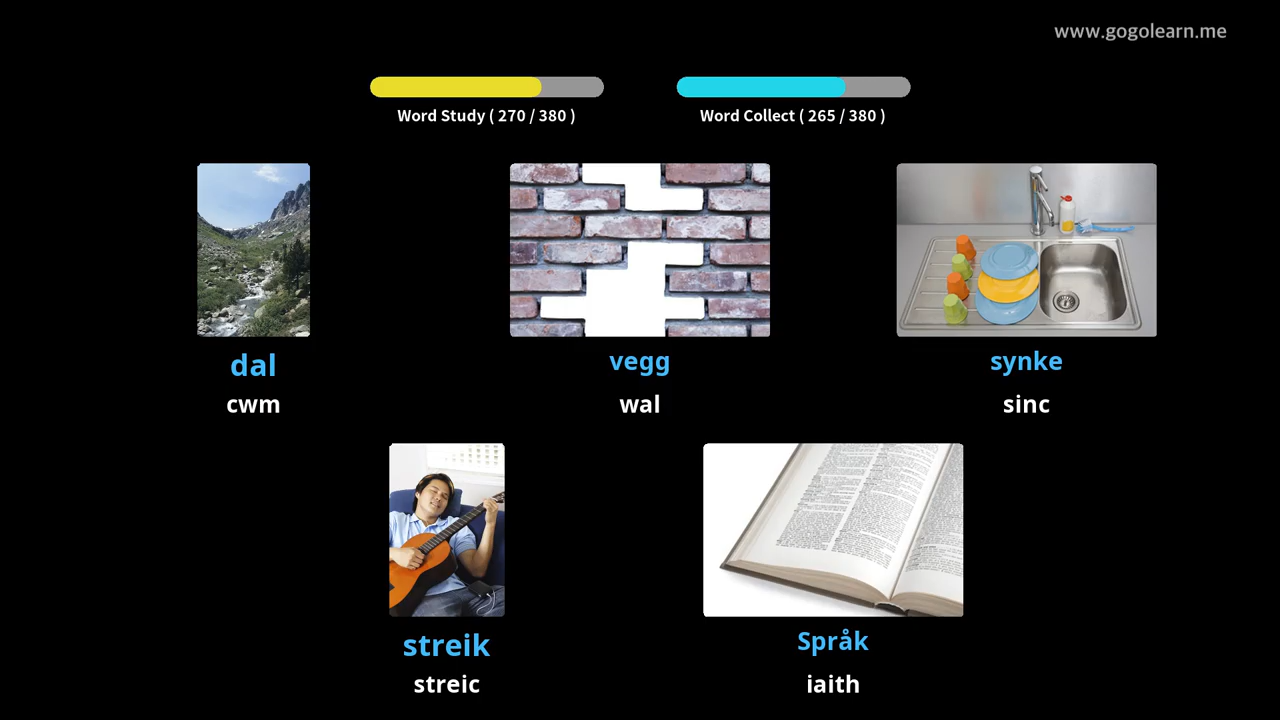 www.gogolearn.me
Word Study ( 270 / 380 )
Word Collect ( 265 / 380 )
dal
cwm
vegg
wal
synke
sinc
streik
streic
Språk
iaith